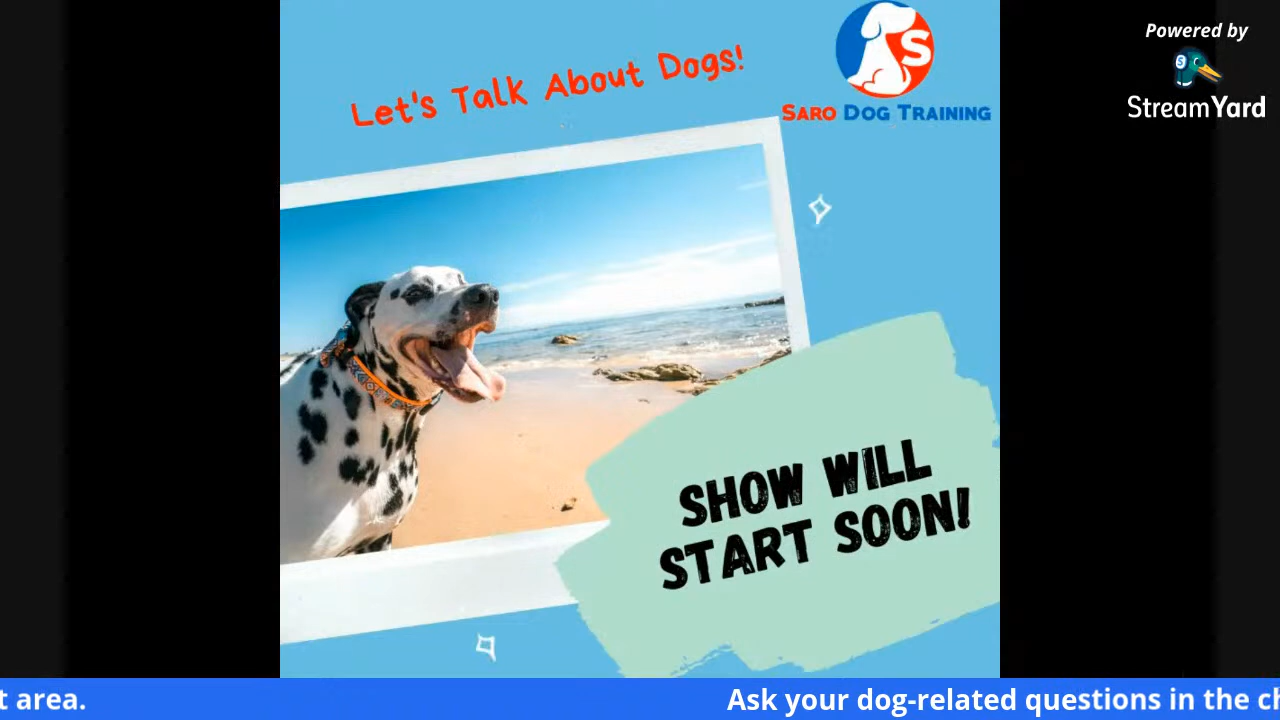 Let's Talk About Dogs!
S
SARO DOG TRAINING
Powered by
S
StreamYard
SHOW WILL
START SOON!
t area.
Ask your dog-related questions in the ch